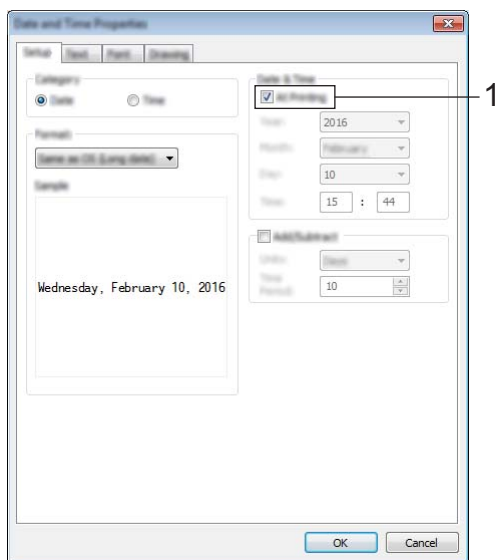 Date and Time Properties
Setup Text Font Drawing
Category
Date Time
Date & Time
At Printing
1
Year: 2016
Month: February
Day: 10
Time: 15 : 44
Format:
Same as OS (Long date)
Sample
Wednesday, February 10, 2016
Add/Subtract
Units: Days
Time
Period: 10
OK Cancel